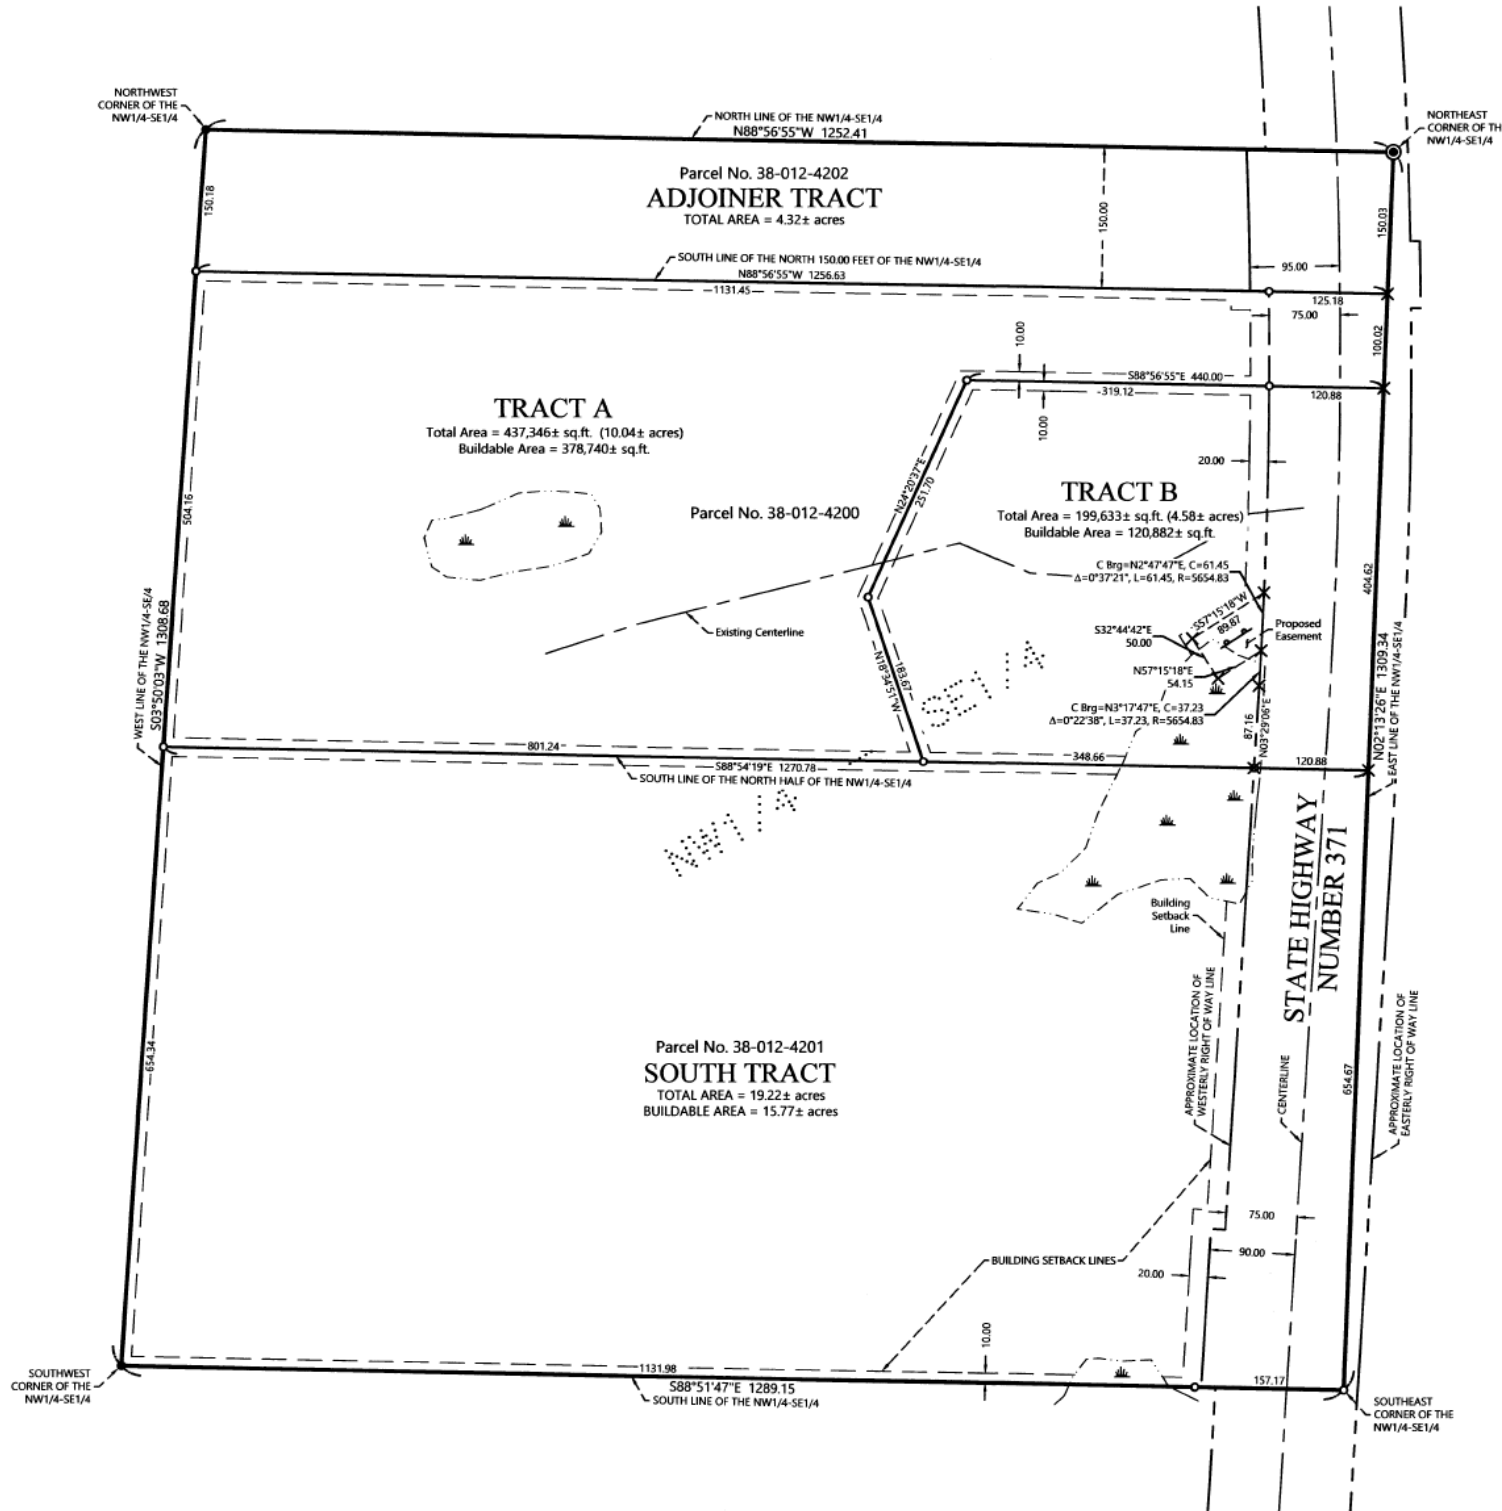 NORTHWEST
CORNER OF THE
NW1/4-SE1/4
NORTH LINE OF THE NW1/4-SE1/4
N88°56'55"W 1252.41
NORTHEAST
CORNER OF TH
NW1/4-SE1/4
Parcel No. 38-012-4202
ADJOINER TRACT
TOTAL AREA = 4.32± acres
150.18
150.00
150.03
SOUTH LINE OF THE NORTH 150.00 FEET OF THE NW1/4-SE1/4
N88°56'55"W 1256.63
1131.45
95.00
125.18
75.00
100.02
10.00
S88°56'55"E 440.00
319.12
120.88
10.00
TRACT A
Total Area = 437,346± sq.ft. (10.04± acres)
Buildable Area = 378,740± sq.ft.
20.00
N24°20'37"E
251.70
504.16
Parcel No. 38-012-4200
TRACT B
Total Area = 199,633± sq.ft. (4.58± acres)
Buildable Area = 120,882± sq.ft.
C Brg=N2°47'47"E, C=61.45
Δ=0°37'21", L=61.45, R=5654.83
404.62
S57°15'18"W
89.87
S32°44'42"E
50.00
Proposed
Easement
Existing Centerline
N57°15'18"E
54.15
N18°34'51"W
183.67
SE1/4
C Brg=N3°17'47"E, C=37.23
Δ=0°22'38", L=37.23, R=5654.83
87.16
N03°29'06"E
WEST LINE OF THE NW1/4-SE/4
S03°50'03"W 1308.68
N02°13'26"E 1309.34
EAST LINE OF THE NW1/4-SE1/4
801.24
S88°54'19"E 1270.78
SOUTH LINE OF THE NORTH HALF OF THE NW1/4-SE1/4
348.66
120.88
NW1/4
STATE HIGHWAY
NUMBER 371
Building
Setback
Line
APPROXIMATE LOCATION OF
WESTERLY RIGHT OF WAY LINE
CENTERLINE
APPROXIMATE LOCATION OF
EASTERLY RIGHT OF WAY LINE
654.34
654.67
Parcel No. 38-012-4201
SOUTH TRACT
TOTAL AREA = 19.22± acres
BUILDABLE AREA = 15.77± acres
75.00
90.00
BUILDING SETBACK LINES
20.00
10.00
1131.98
S88°51'47"E 1289.15
SOUTH LINE OF THE NW1/4-SE1/4
157.17
SOUTHWEST
CORNER OF THE
NW1/4-SE1/4
SOUTHEAST
CORNER OF THE
NW1/4-SE1/4